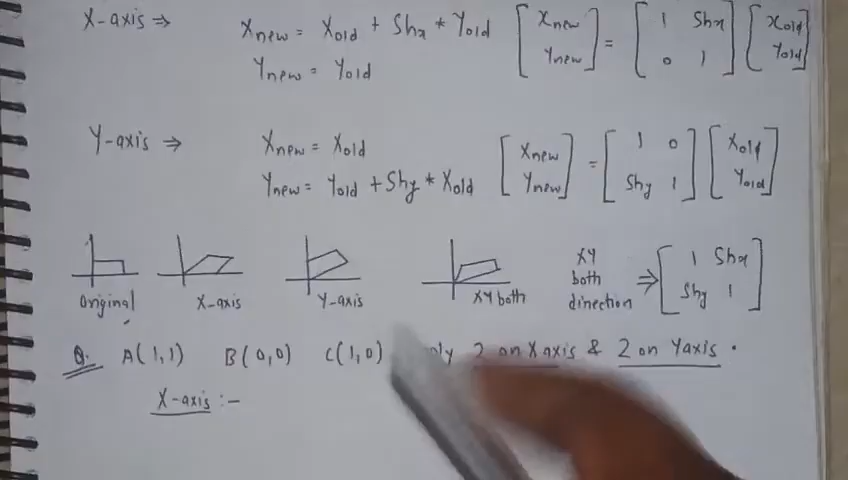 X-axis ⇒ Xnew = Xold + Shx * Yold [Xnew Ynew] = [1 Shx 0 1] [Xold Yold]
Ynew = Yold
Y-axis ⇒ Xnew = Xold [Xnew Ynew] = [1 0 Shy 1] [Xold Yold]
Ynew = Yold + Shy * Xold
Original X-axis Y-axis XY both
XY both direction ⇒ [1 Shx Shy 1]
Q. A(1,1) B(0,0) C(1,0) 2 on X axis & 2 on Y axis .
X-axis :-